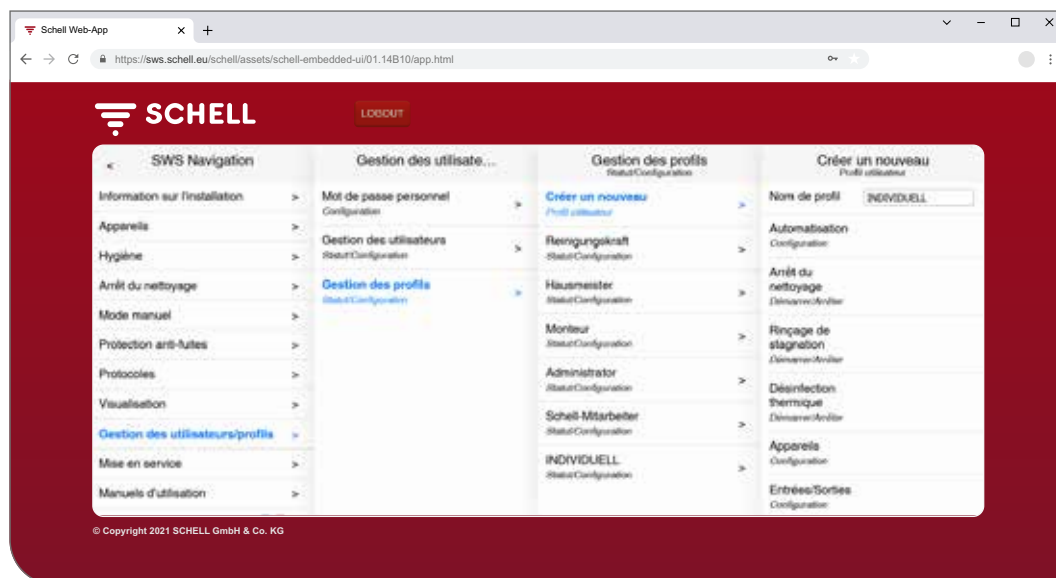 Schell Web-App
https://sws.schell.eu/schell/assets/schell-embedded-ui/01.14B10/app.html
SCHELL
LOGOUT
SWS Navigation
Information sur l'installation
Appareils
Hygiène
Arrêt du nettoyage
Mode manuel
Protection anti-fuites
Protocoles
Visualisation
Gestion des utilisateurs/profils
Mise en service
Manuels d'utilisation
Gestion des utilisate...
Mot de passe personnel
Configuration
Gestion des utilisateurs
Statut/Configuration
Gestion des profils
Statut/Configuration
Gestion des profils
Statut/Configuration
Créer un nouveau
Profil utilisateur
Reinigungskraft
Statut/Configuration
Hausmeister
Statut/Configuration
Monteur
Statut/Configuration
Administrator
Statut/Configuration
Schell-Mitarbeiter
Statut/Configuration
INDIVIDUELL
Statut/Configuration
Créer un nouveau
Profil utilisateur
Nom de profil INDIVIDUELL
Automatisation
Configuration
Arrêt du
nettoyage
Démarrer/Arrêter
Rinçage de
stagnation
Démarrer/Arrêter
Désinfection
thermique
Démarrer/Arrêter
Appareils
Configuration
Entrées/Sorties
Configuration
© Copyright 2021 SCHELL GmbH & Co. KG